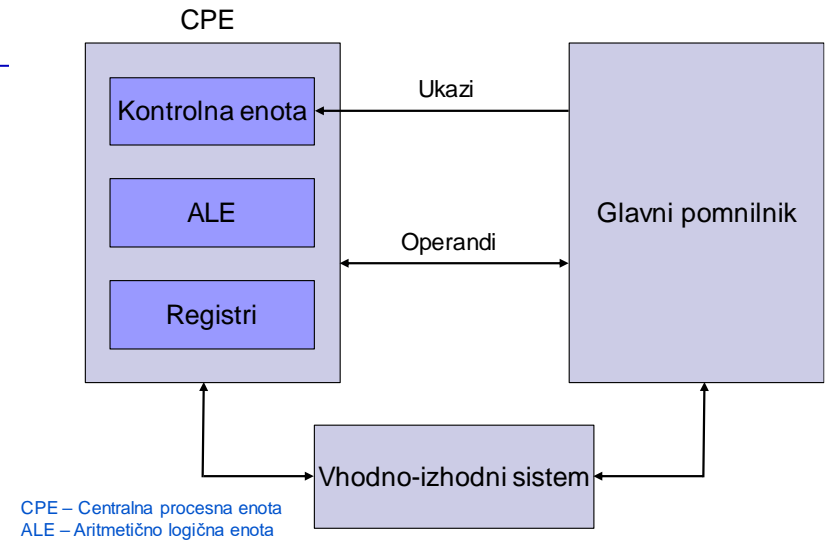 CPE
Kontrolna enota
Ukazi
ALE
Glavni pomnilnik
Operandi
Registri
Vhodno-izhodni sistem
CPE – Centralna procesna enota
ALE – Aritmetično logična enota